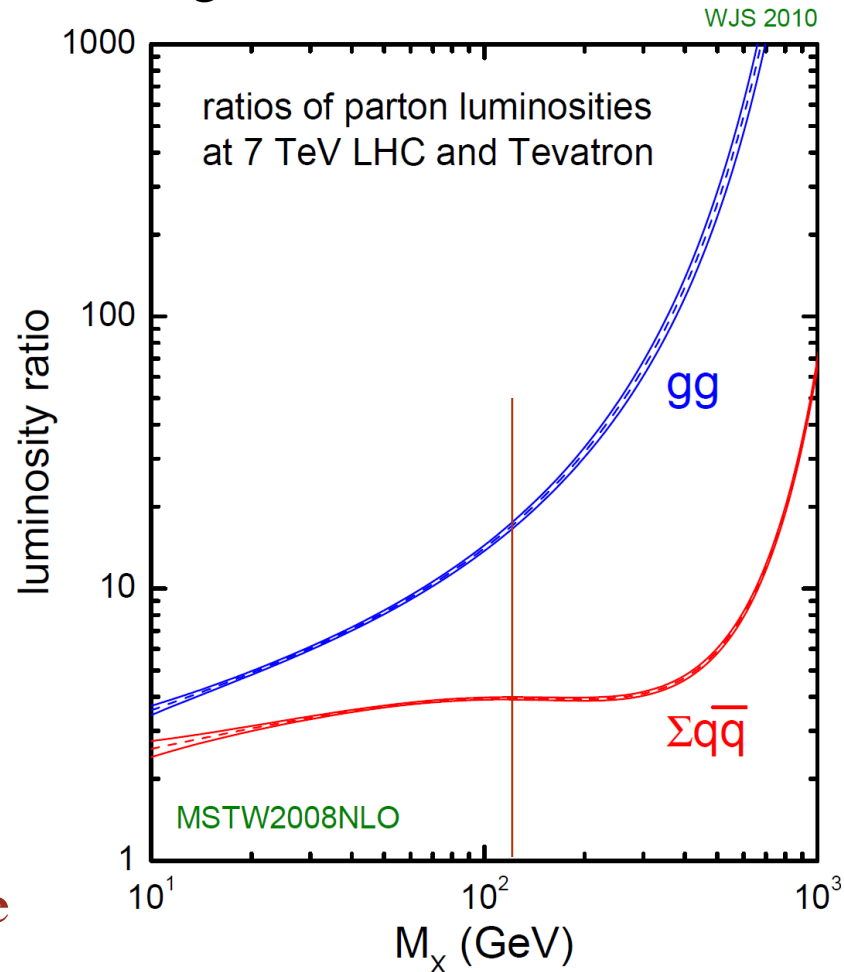 WJS 2010
1000
ratios of parton luminosities
at 7 TeV LHC and Tevatron
100
luminosity ratio
gg
10
Σqq̅
MSTW2008NLO
1
10¹
10²
10³
Mₓ (GeV)